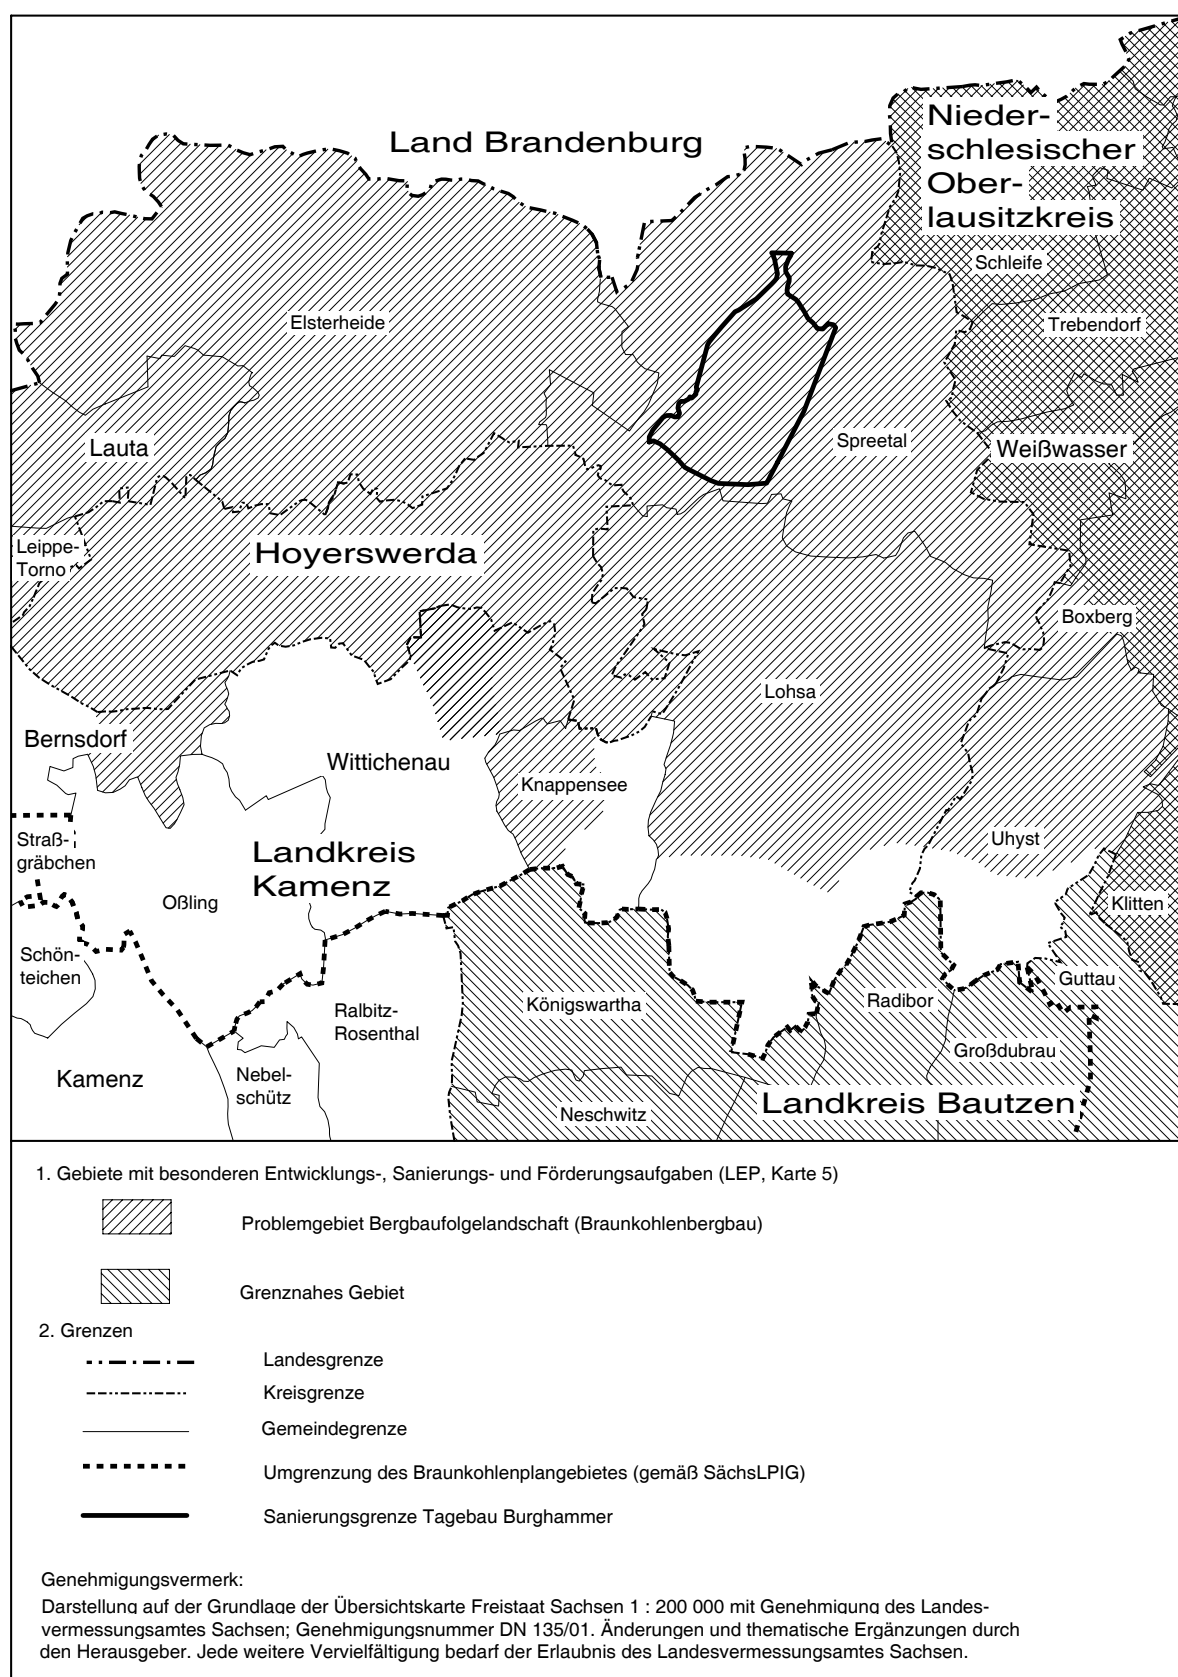 Land Brandenburg
Nieder-
schlesischer
Ober-
lausitzkreis
Schleife
Elsterheide
Trebendorf
Lauta
Spreetal
Weißwasser
Leippe-
Torno
Hoyerswerda
Boxberg
Lohsa
Bernsdorf
Wittichenau
Knappensee
Straß-
gräbchen
Uhyst
Landkreis
Kamenz
Oßling
Klitten
Schön-
teichen
Guttau
Königswartha
Radibor
Ralbitz-
Rosenthal
Großdubrau
Kamenz
Nebel-
schütz
Neschwitz
Landkreis Bautzen
1. Gebiete mit besonderen Entwicklungs-, Sanierungs- und Förderungsaufgaben (LEP, Karte 5)
Problemgebiet Bergbaufolgelandschaft (Braunkohlenbergbau)
Grenznahes Gebiet
2. Grenzen
Landesgrenze
Kreisgrenze
Gemeindegrenze
Umgrenzung des Braunkohlenplangebietes (gemäß SächsLPlG)
Sanierungsgrenze Tagebau Burghammer
Genehmigungsvermerk:
Darstellung auf der Grundlage der Übersichtskarte Freistaat Sachsen 1 : 200 000 mit Genehmigung des Landes-
vermessungsamtes Sachsen; Genehmigungsnummer DN 135/01. Änderungen und thematische Ergänzungen durch
den Herausgeber. Jede weitere Vervielfältigung bedarf der Erlaubnis des Landesvermessungsamtes Sachsen.